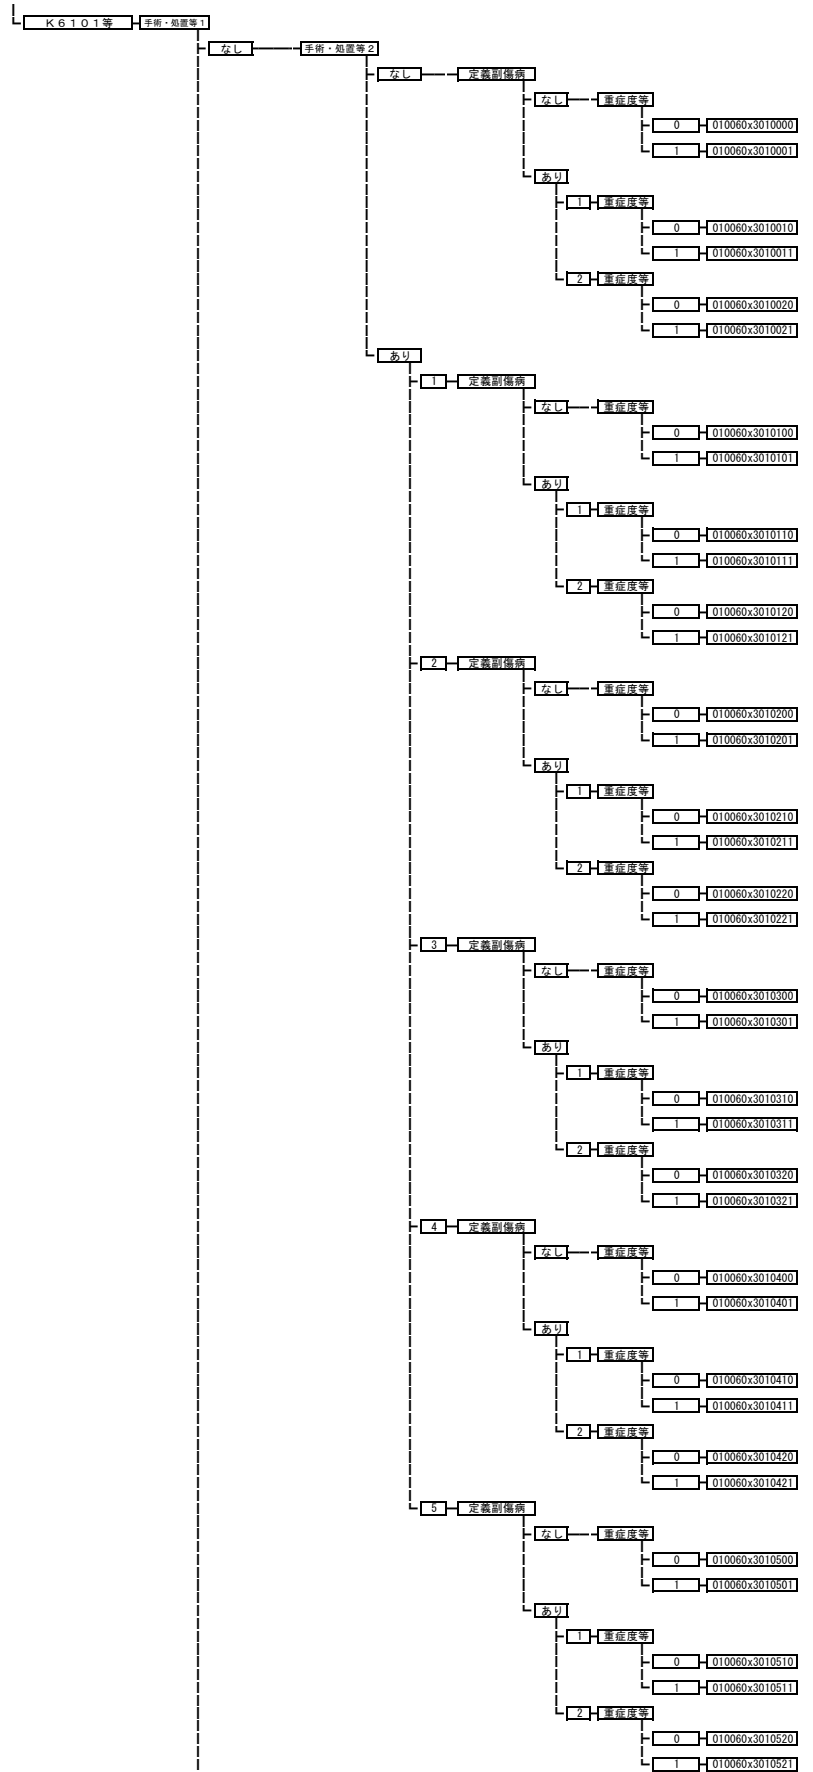 Ｋ６１０１等 手術・処置等１
なし 手術・処置等２
なし 定義副傷病
なし 重症度等
0 010060x3010000
1 010060x3010001
あり
1 重症度等
0 010060x3010010
1 010060x3010011
2 重症度等
0 010060x3010020
1 010060x3010021
あり
1 定義副傷病
なし 重症度等
0 010060x3010100
1 010060x3010101
あり
1 重症度等
0 010060x3010110
1 010060x3010111
2 重症度等
0 010060x3010120
1 010060x3010121
2 定義副傷病
なし 重症度等
0 010060x3010200
1 010060x3010201
あり
1 重症度等
0 010060x3010210
1 010060x3010211
2 重症度等
0 010060x3010220
1 010060x3010221
3 定義副傷病
なし 重症度等
0 010060x3010300
1 010060x3010301
あり
1 重症度等
0 010060x3010310
1 010060x3010311
2 重症度等
0 010060x3010320
1 010060x3010321
4 定義副傷病
なし 重症度等
0 010060x3010400
1 010060x3010401
あり
1 重症度等
0 010060x3010410
1 010060x3010411
2 重症度等
0 010060x3010420
1 010060x3010421
5 定義副傷病
なし 重症度等
0 010060x3010500
1 010060x3010501
あり
1 重症度等
0 010060x3010510
1 010060x3010511
2 重症度等
0 010060x3010520
1 010060x3010521